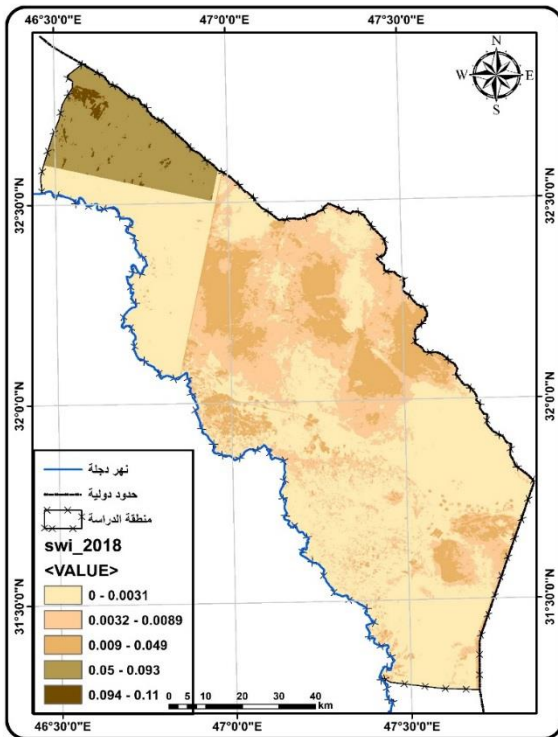 46°30'0"E 47°0'0"E 47°30'0"E
N
W E
S
32°30'0"N 32°30'0"N
32°0'0"N 32°0'0"N
31°30'0"N
نهر دجلة
حدود دولية
منطقة الدراسة
swi_2018
<VALUE>
0 - 0.0031
0.0032 - 0.0089
0.009 - 0.049
0.05 - 0.093
0.094 - 0.11
0 5 10 20 30 40
km
46°30'0"E 47°0'0"E 47°30'0"E